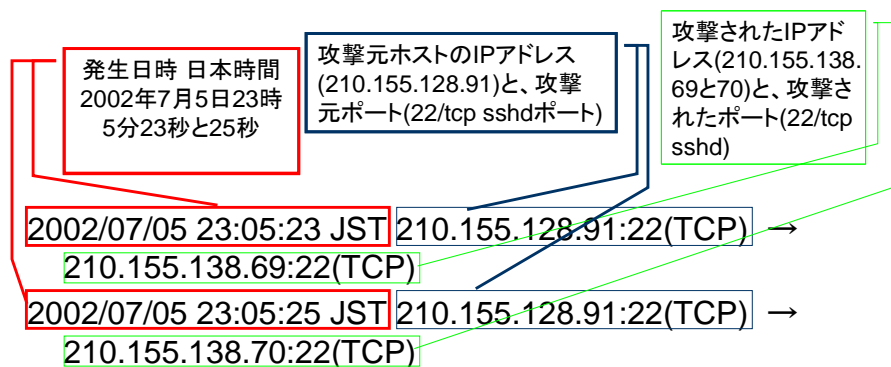 発生日時 日本時間
2002年7月5日23時
5分23秒と25秒
攻撃元ホストのIPアドレス
(210.155.128.91)と、攻撃
元ポート(22/tcp sshdポート)
攻撃されたIPアド
レス(210.155.138.
69と70)と、攻撃さ
れたポート(22/tcp
sshd)
2002/07/05 23:05:23 JST 210.155.128.91:22(TCP) →
210.155.138.69:22(TCP)
2002/07/05 23:05:25 JST 210.155.128.91:22(TCP) →
210.155.138.70:22(TCP)